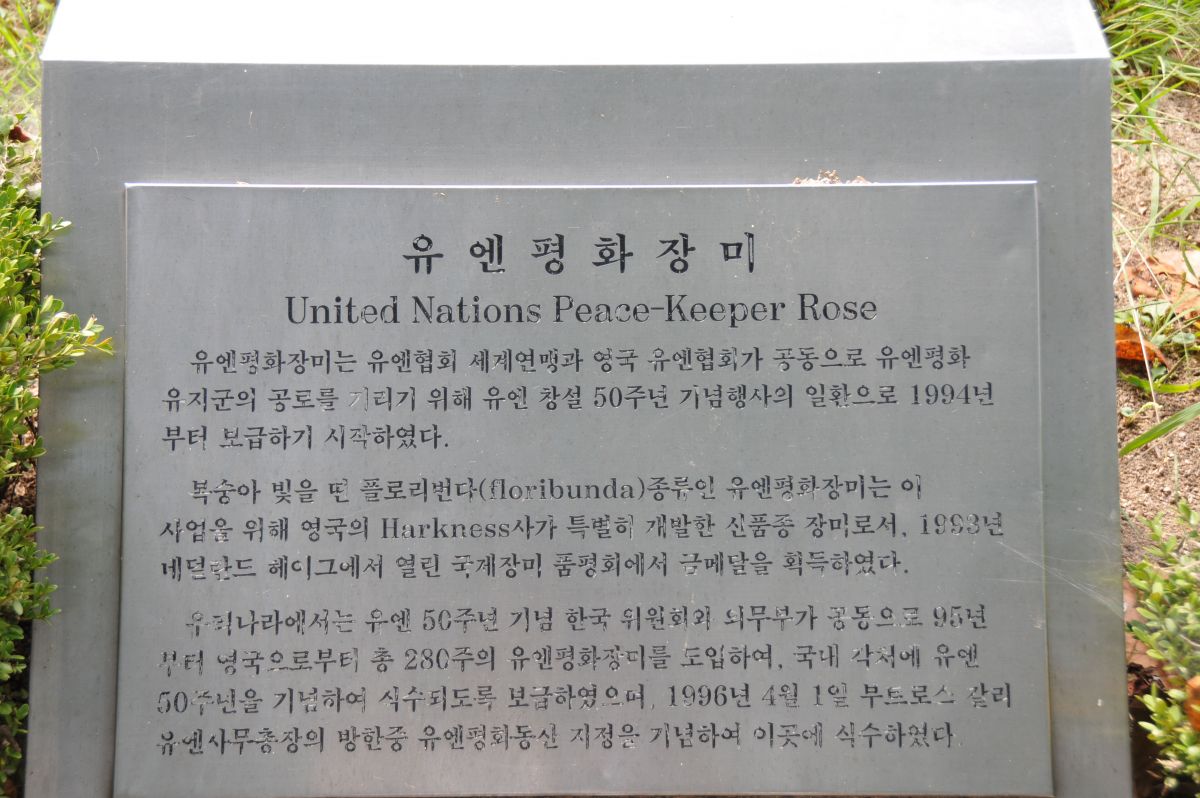 유엔평화장미
United Nations Peace-Keeper Rose
유엔평화장미는 유엔협회 세계연맹과 영국 유엔협회가 공동으로 유엔평화
유지군의 공로를 기리기 위해 유엔 창설 50주년 기념행사의 일환으로 1994년
부터 보급하기 시작하였다.
복숭아 빛을 띤 플로리번다(floribunda)종류인 유엔평화장미는 이
사업을 위해 영국의 Harkness사가 특별히 개발한 신품종 장미로서, 1993년
네덜란드 헤이그에서 열린 국제장미 품평회에서 금메달을 획득하였다.
우리나라에서는 유엔 50주년 기념 한국 위원회와 외무부가 공동으로 95년
부터 영국으로부터 총 280주의 유엔평화장미를 도입하여, 국내 각처에 유엔
50주년을 기념하여 식수되도록 보급하였으며, 1996년 4월 1일 부트로스 갈리
유엔사무총장의 방한중 유엔평화동산 지정을 기념하여 이곳에 식수하였다.